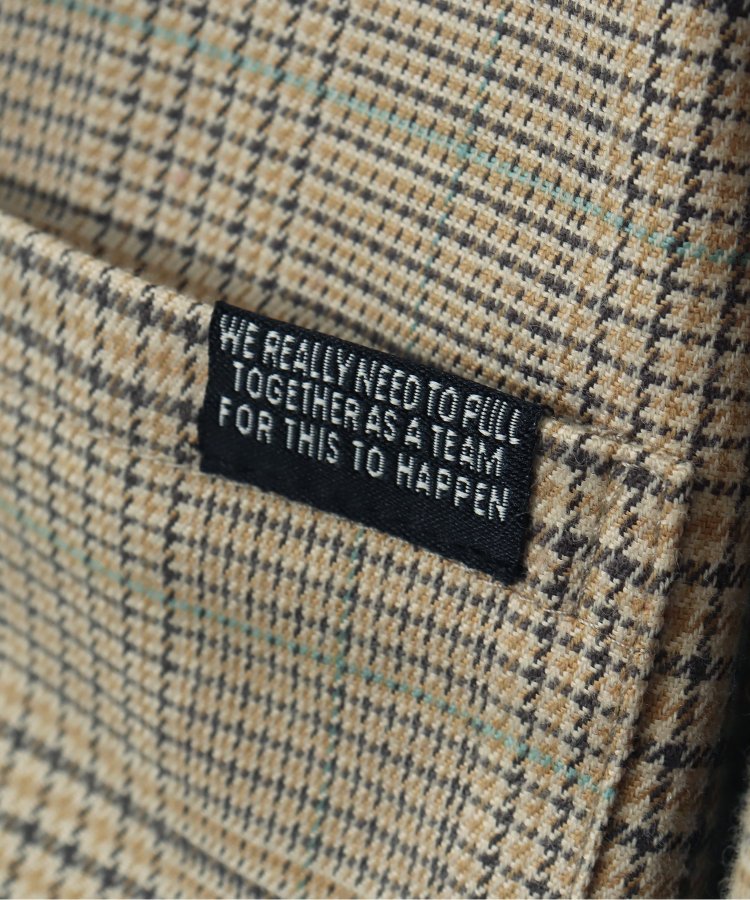 WE REALLY NEED TO PULL
TOGETHER AS A TEAM
FOR THIS TO HAPPEN